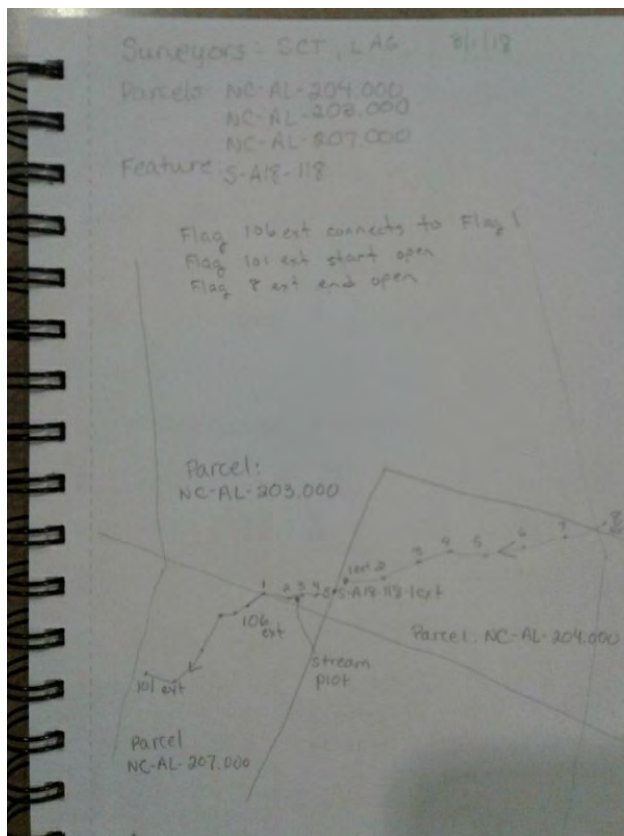 Surveyors: SCT, LAG 8/1/18
Parcels: NC-AL-204.000
NC-AL-203.000
NC-AL-207.000
Feature: S-A18-118
Flag 106 ext connects to Flag 1
Flag 101 ext start open
Flag 8 ext end open
Parcel:
NC-AL-203.000
8
7
6
5
4
3
1 ext 2
1 2 3 4 5 S-A18-118-1 ext
106
ext
Parcel: NC-AL-204.000
stream
plot
101 ext
Parcel
NC-AL-207.000